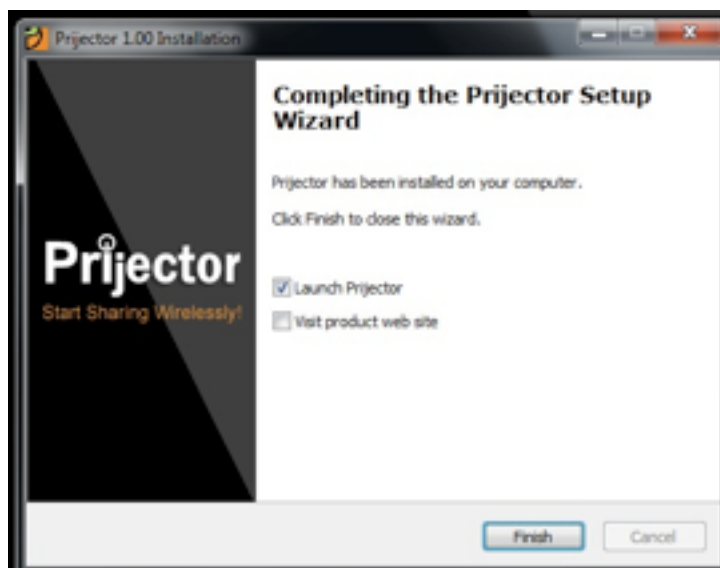 Prijector 1.00 Installation
Completing the Prijector Setup
Wizard
Prijector has been installed on your computer.
Click Finish to close this wizard.
Prijector
Start Sharing Wirelessly!
Launch Prijector
Visit product web site
Finish
Cancel